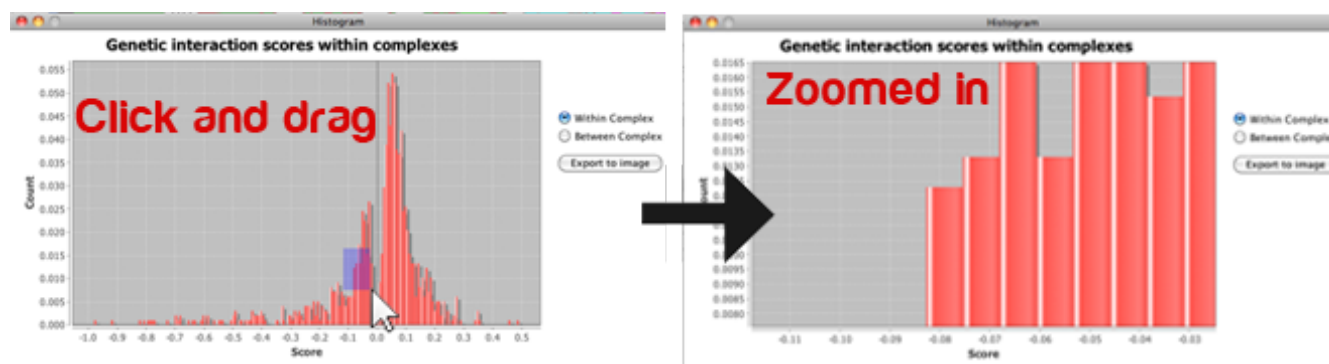 Histogram
Genetic interaction scores within complexes
0.055
0.050
0.045
0.040
0.035
0.030
0.025
0.020
0.015
0.010
0.005
0.000
Count
Click and drag
-1.0 -0.9 -0.8 -0.7 -0.6 -0.5 -0.4 -0.3 -0.2 -0.1 0.0 0.1 0.2 0.3 0.4 0.5
Score
Within Complex
Between Complex
Export to image
Histogram
Genetic interaction scores within complexes
0.0165
0.0160
0.0155
0.0150
0.0145
0.0140
0.0135
0.0130
0.0095
0.0090
0.0085
0.0080
Zoomed in
-0.11 -0.10 -0.09 -0.08 -0.07 -0.06 -0.05 -0.04 -0.03
Score
Within Complex
Between Comple
Export to image